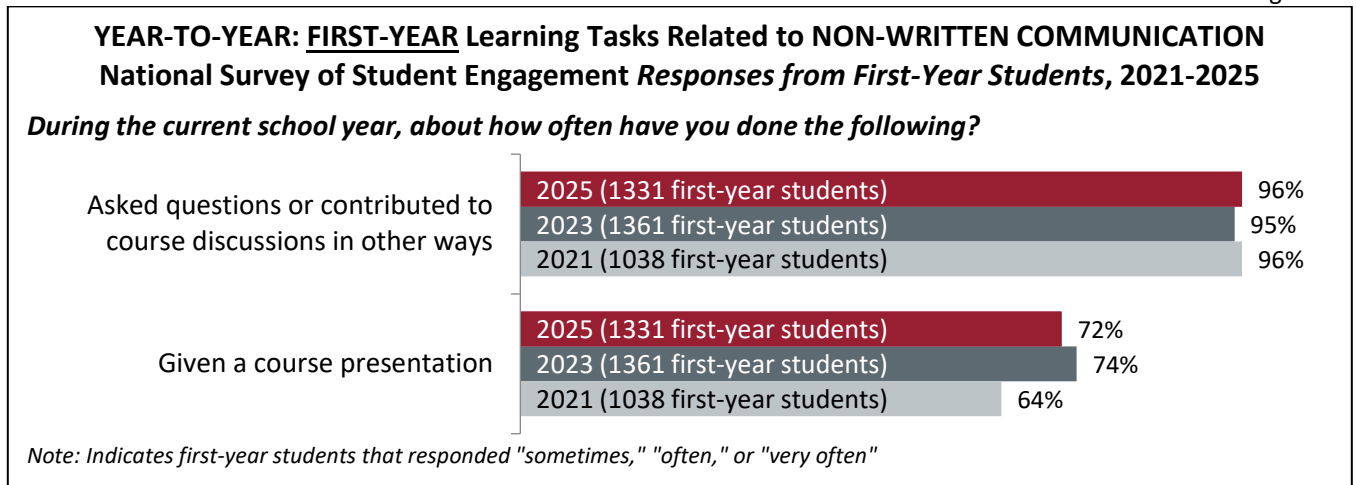 YEAR-TO-YEAR: FIRST-YEAR Learning Tasks Related to NON-WRITTEN COMMUNICATION
National Survey of Student Engagement Responses from First-Year Students, 2021-2025
During the current school year, about how often have you done the following?
Asked questions or contributed to
course discussions in other ways
2025 (1331 first-year students) 96%
2023 (1361 first-year students) 95%
2021 (1038 first-year students) 96%
Given a course presentation
2025 (1331 first-year students) 72%
2023 (1361 first-year students) 74%
2021 (1038 first-year students) 64%
Note: Indicates first-year students that responded "sometimes," "often," or "very often"